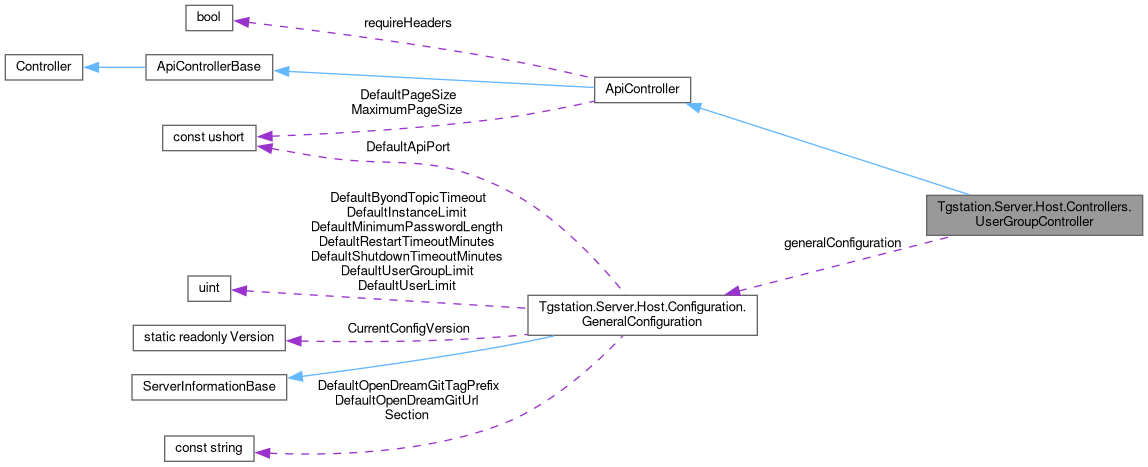 bool
requireHeaders
Controller
ApiControllerBase
ApiController
DefaultPageSize
MaximumPageSize
const ushort
DefaultApiPort
Tgstation.Server.Host.Controllers.
UserGroupController
generalConfiguration
DefaultByondTopicTimeout
DefaultInstanceLimit
DefaultMinimumPasswordLength
DefaultRestartTimeoutMinutes
DefaultShutdownTimeoutMinutes
DefaultUserGroupLimit
DefaultUserLimit
uint
Tgstation.Server.Host.Configuration.
GeneralConfiguration
CurrentConfigVersion
static readonly Version
ServerInformationBase
DefaultOpenDreamGitTagPrefix
DefaultOpenDreamGitUrl
Section
const string